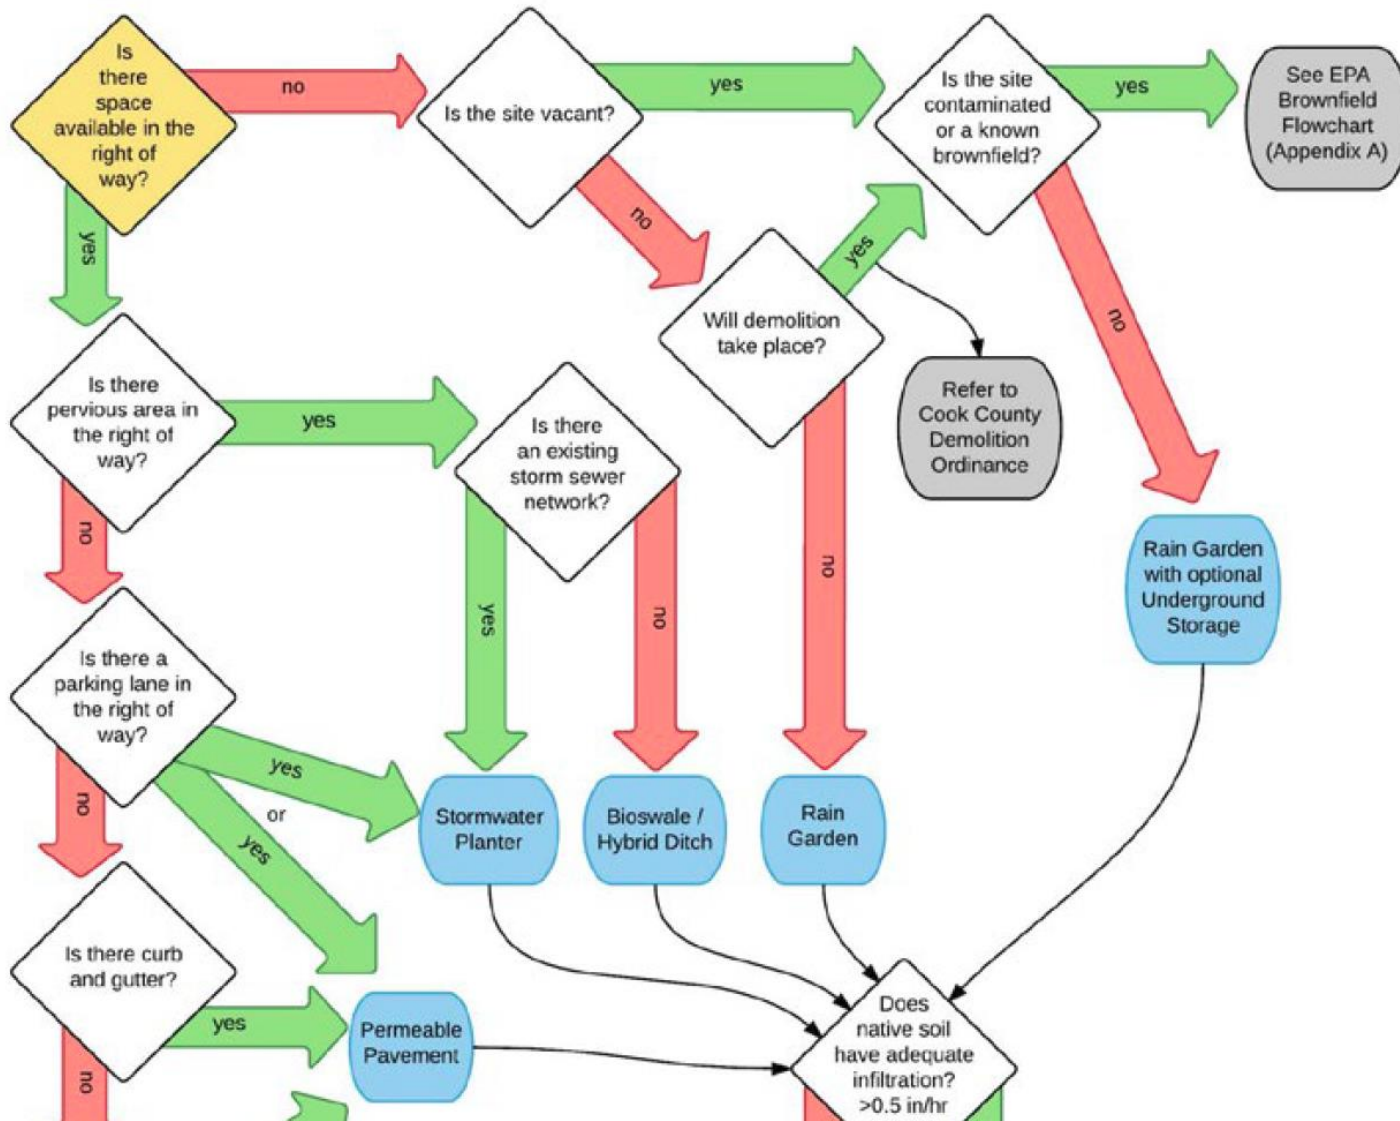 Is
there
space
available in the
right of
way?
no
Is the site vacant?
yes
Is the site
contaminated
or a known
brownfield?
yes
See EPA
Brownfield
Flowchart
(Appendix A)
yes
no
yes
Will demolition
take place?
no
Refer to
Cook County
Demolition
Ordinance
Is there
pervious area in
the right of
way?
yes
Is there
an existing
storm sewer
network?
no
yes
no
no
Rain Garden
with optional
Underground
Storage
Is there a
parking lane in
the right of
way?
yes
or
yes
no
Stormwater
Planter
Bioswale /
Hybrid Ditch
Rain
Garden
Is there curb
and gutter?
yes
no
Permeable
Pavement
Does
native soil
have adequate
infiltration?
>0.5 in/hr